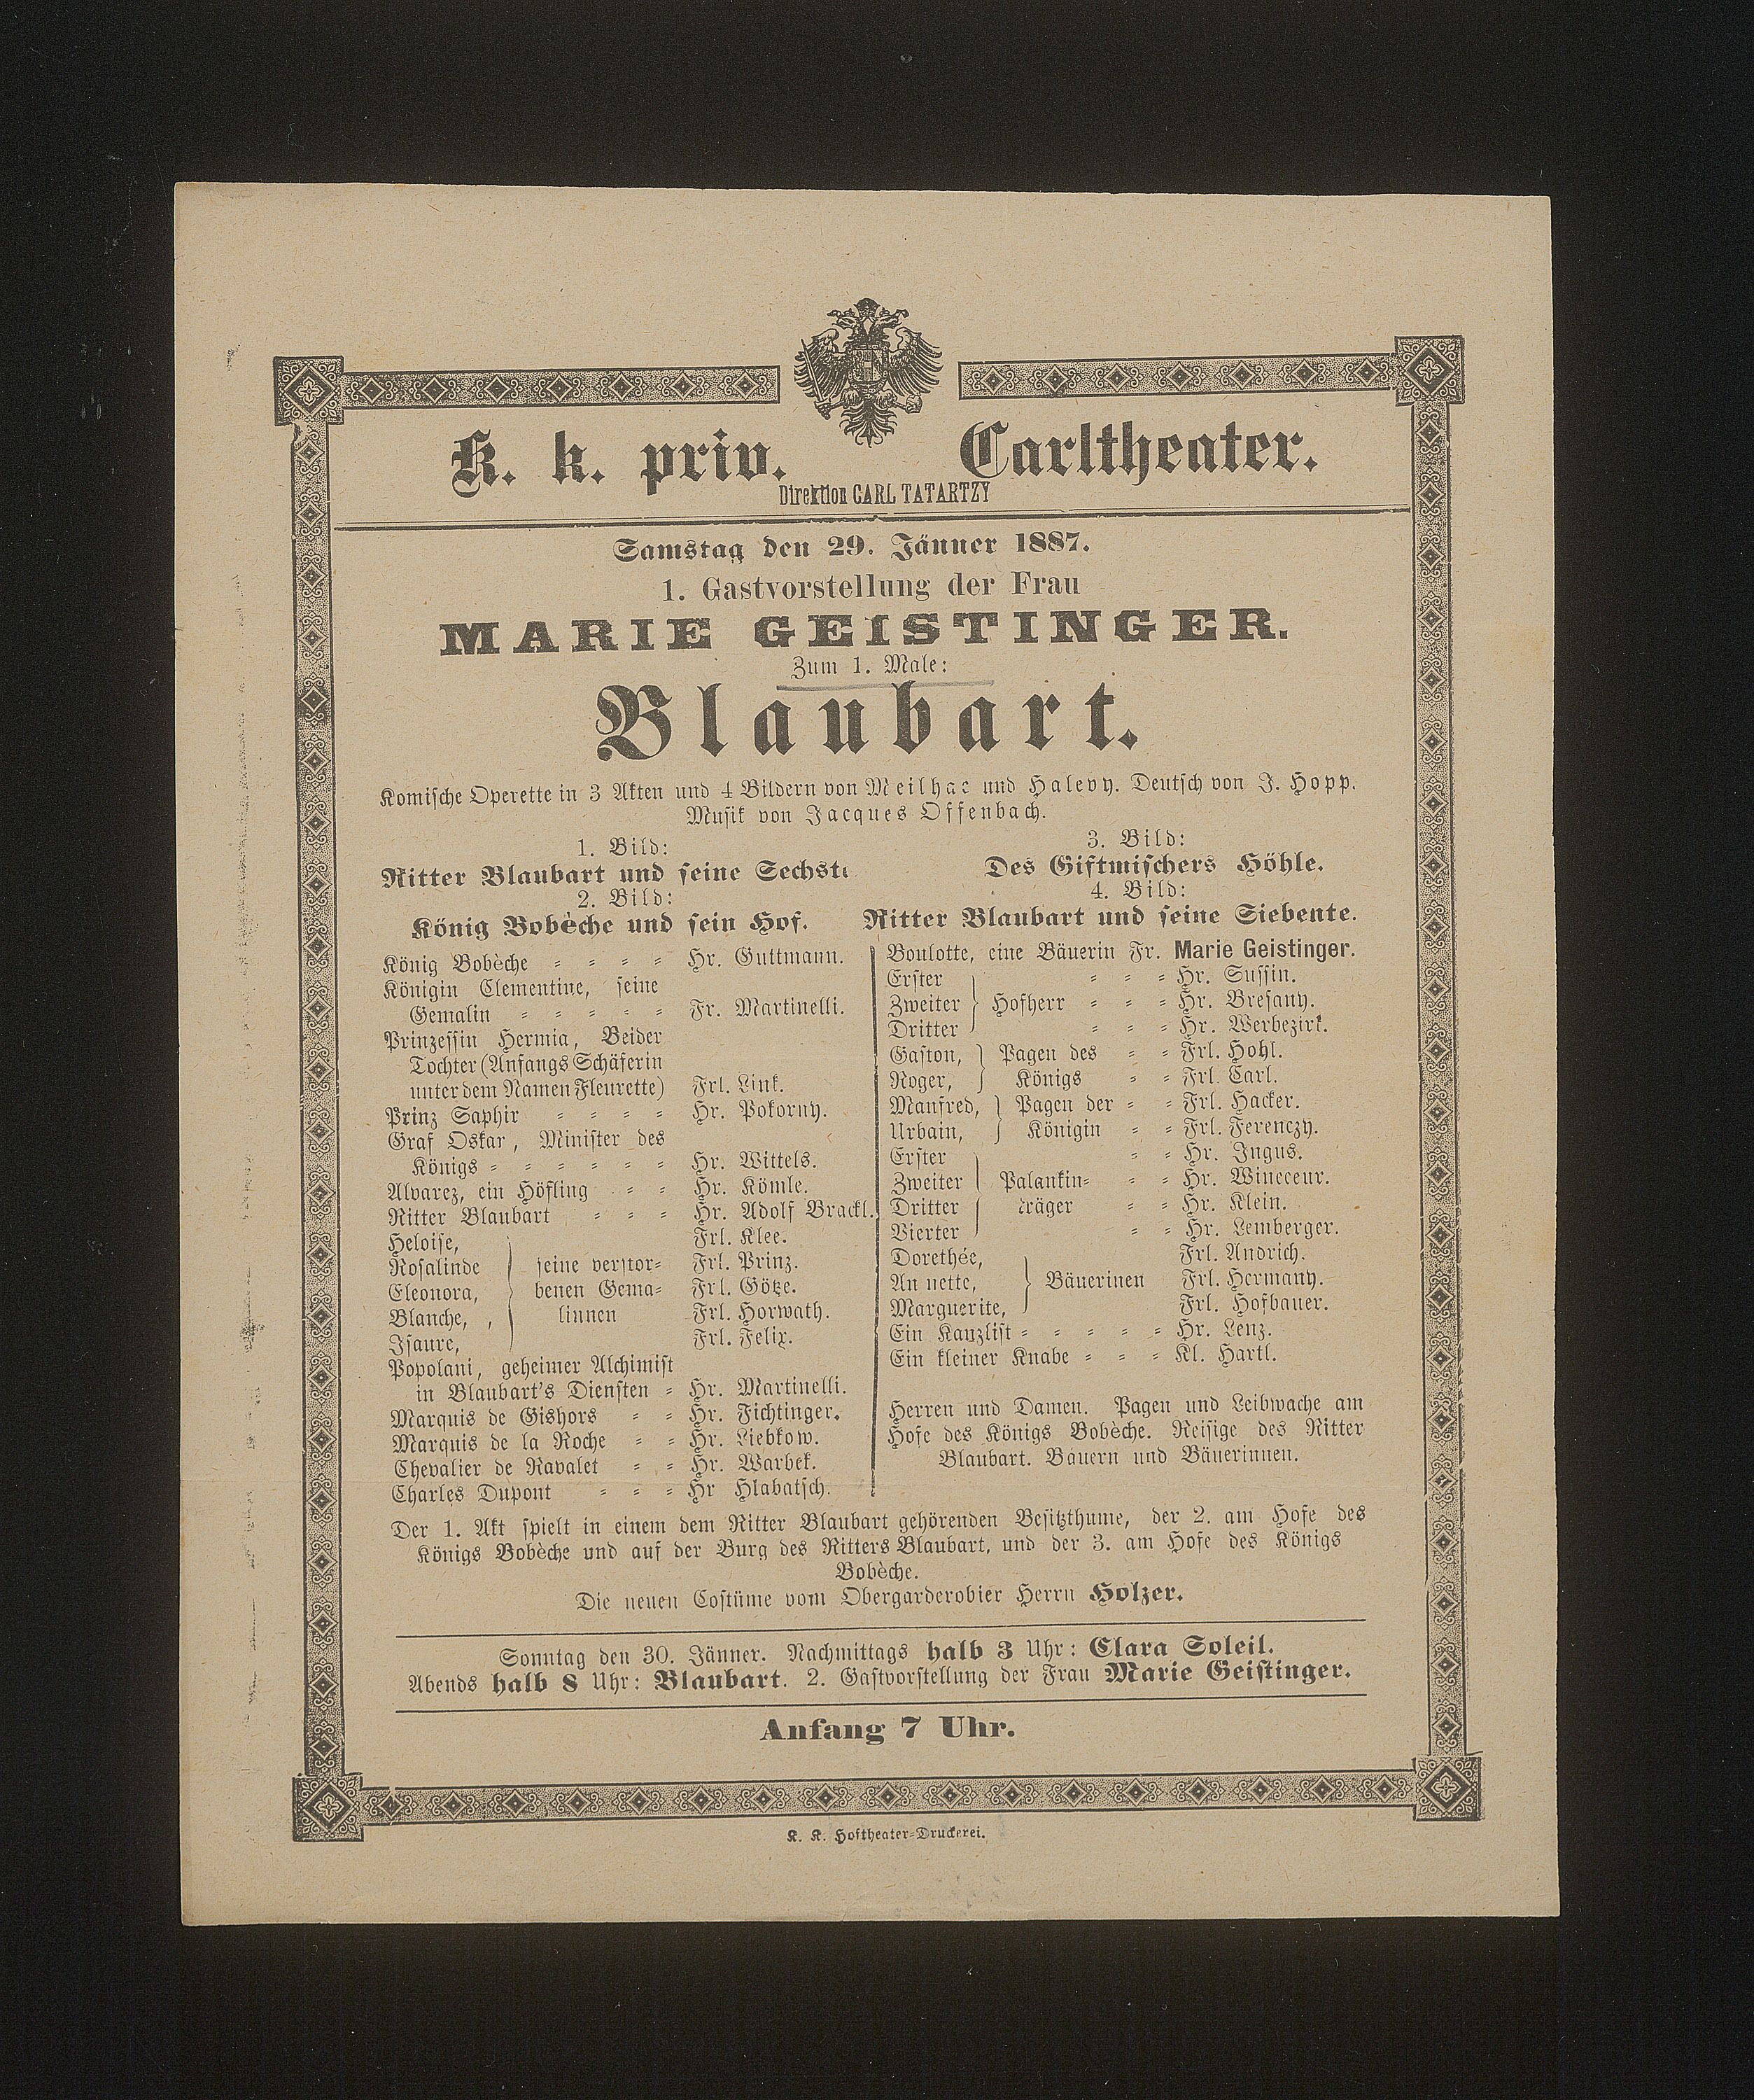 K. k. priv. Carltheater.
Direktion CARL TATARTZY
Samstag den 29. Jänner 1887.
1. Gastvorstellung der Frau
MARIE GEISTINGER.
Zum 1. Male:
Blaubart.
Komische Operette in 3 Akten und 4 Bildern von Meilhac und Halevy. Deutsch von J. Hopp.
Musik von Jacques Offenbach.
1. Bild:
Ritter Blaubart und seine Sechste
2. Bild:
König Bobèche und sein Hof.
3. Bild:
Des Giftmischers Höhle.
4. Bild:
Ritter Blaubart und seine Siebente.
König Bobèche - - - - Hr. Guttmann.
Königin Clementine, seine
Gemalin - - - - - Fr. Martinelli.
Prinzessin Hermia, Beider
Tochter (Anfangs Schäferin
unter dem Namen Fleurette) Frl. Link.
Prinz Saphir - - - - Hr. Pokorny.
Graf Oskar, Minister des
Königs - - - - - - Hr. Wittels.
Alvarez, ein Höfling - - Hr. Kömle.
Ritter Blaubart - - - Hr. Adolf Brackl.
Heloise, Frl. Klee.
Rosalinde seine verstor- Frl. Prinz.
Eleonora, benen Gema- Frl. Götze.
Blanche, , linnen Frl. Horwath.
Isaure, Frl. Felix.
Popolani, geheimer Alchimist
in Blaubart's Diensten - Hr. Martinelli.
Marquis de Gishors - - Hr. Fichtinger.
Marquis de la Roche - - Hr. Liebkow.
Chevalier de Ravalet - - Hr. Warbek.
Charles Dupont - - - Hr Hlabatsch.
Boulotte, eine Bäuerin Fr. Marie Geistinger.
Erster - - - Hr. Sussin.
Zweiter Hofherr - - - Hr. Bresany.
Dritter - - - Hr. Werbezirk.
Gaston, Pagen des - - Frl. Hohl.
Roger, Königs - - Frl. Carl.
Manfred, Pagen der - - Frl. Hacker.
Urbain, Königin - - Frl. Ferenczy.
Erster - - Hr. Ingus.
Zweiter Palankin- - - Hr. Wineceur.
Dritter träger - - Hr. Klein.
Vierter - - Hr. Lemberger.
Dorethée, Frl. Andrich.
Annette, Bäuerinen Frl. Hermany.
Marguerite, Frl. Hofbauer.
Ein Kanzlist - - - - - Hr. Lenz.
Ein kleiner Knabe - - - Kl. Hartl.
Herren und Damen. Pagen und Leibwache am
Hofe des Königs Bobèche. Reisige des Ritter
Blaubart. Bauern und Bäuerinnen.
Der 1. Akt spielt in einem dem Ritter Blaubart gehörenden Besitzthume, der 2. am Hofe des
Königs Bobèche und auf der Burg des Ritters Blaubart, und der 3. am Hofe des Königs
Bobèche.
Die neuen Costüme vom Obergarderobier Herrn Holzer.
Sonntag den 30. Jänner. Nachmittags halb 3 Uhr: Clara Soleil.
Abends halb 8 Uhr: Blaubart. 2. Gastvorstellung der Frau Marie Geistinger.
Anfang 7 Uhr.
K. K. Hoftheater-Druckerei.